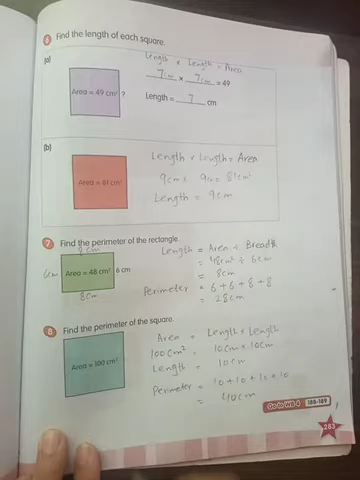 6 Find the length of each square.
(a)
Length × Length = Area
7cm × 7cm = 49
Area = 49 cm² ?
Length = 7 cm
(b)
Length × Length = Area
9cm × 9cm = 81cm²
Area = 81 cm²
Length = 9cm
7 Find the perimeter of the rectangle.
8cm
Length = Area ÷ Breadth
= 48cm² ÷ 6cm
6cm Area = 48 cm² 6 cm
= 8cm
8cm
Perimeter = 6 + 6 + 8 + 8
= 28cm
8 Find the perimeter of the square.
Area = Length × Length
100cm² = 10cm × 10cm
Area = 100 cm²
Length = 10cm
Perimeter = 10 + 10 + 10 + 10
= 40cm
Go to WB 4 188-189
283